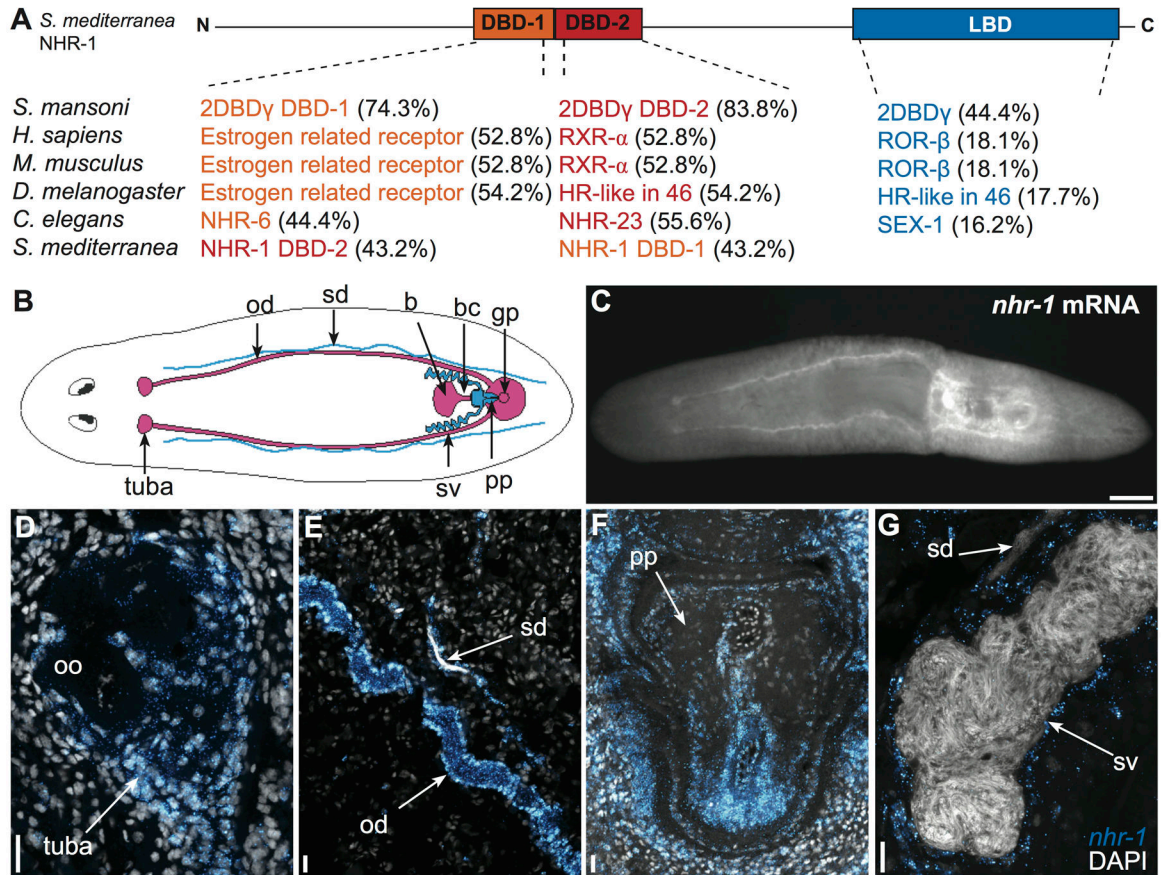 A
S. mediterranea
NHR-1
N
DBD-1 DBD-2
LBD
C
S. mansoni 2DBDγ DBD-1 (74.3%) 2DBDγ DBD-2 (83.8%) 2DBDγ (44.4%)
H. sapiens Estrogen related receptor (52.8%) RXR-α (52.8%) ROR-β (18.1%)
M. musculus Estrogen related receptor (52.8%) RXR-α (52.8%) ROR-β (18.1%)
D. melanogaster Estrogen related receptor (54.2%) HR-like in 46 (54.2%) HR-like in 46 (17.7%)
C. elegans NHR-6 (44.4%) NHR-23 (55.6%) SEX-1 (16.2%)
S. mediterranea NHR-1 DBD-2 (43.2%) NHR-1 DBD-1 (43.2%)
B
od sd b bc gp
tuba sv pp
C
nhr-1 mRNA
D
oo
tuba
E
sd
od
F
pp
G
sd
sv
nhr-1
DAPI